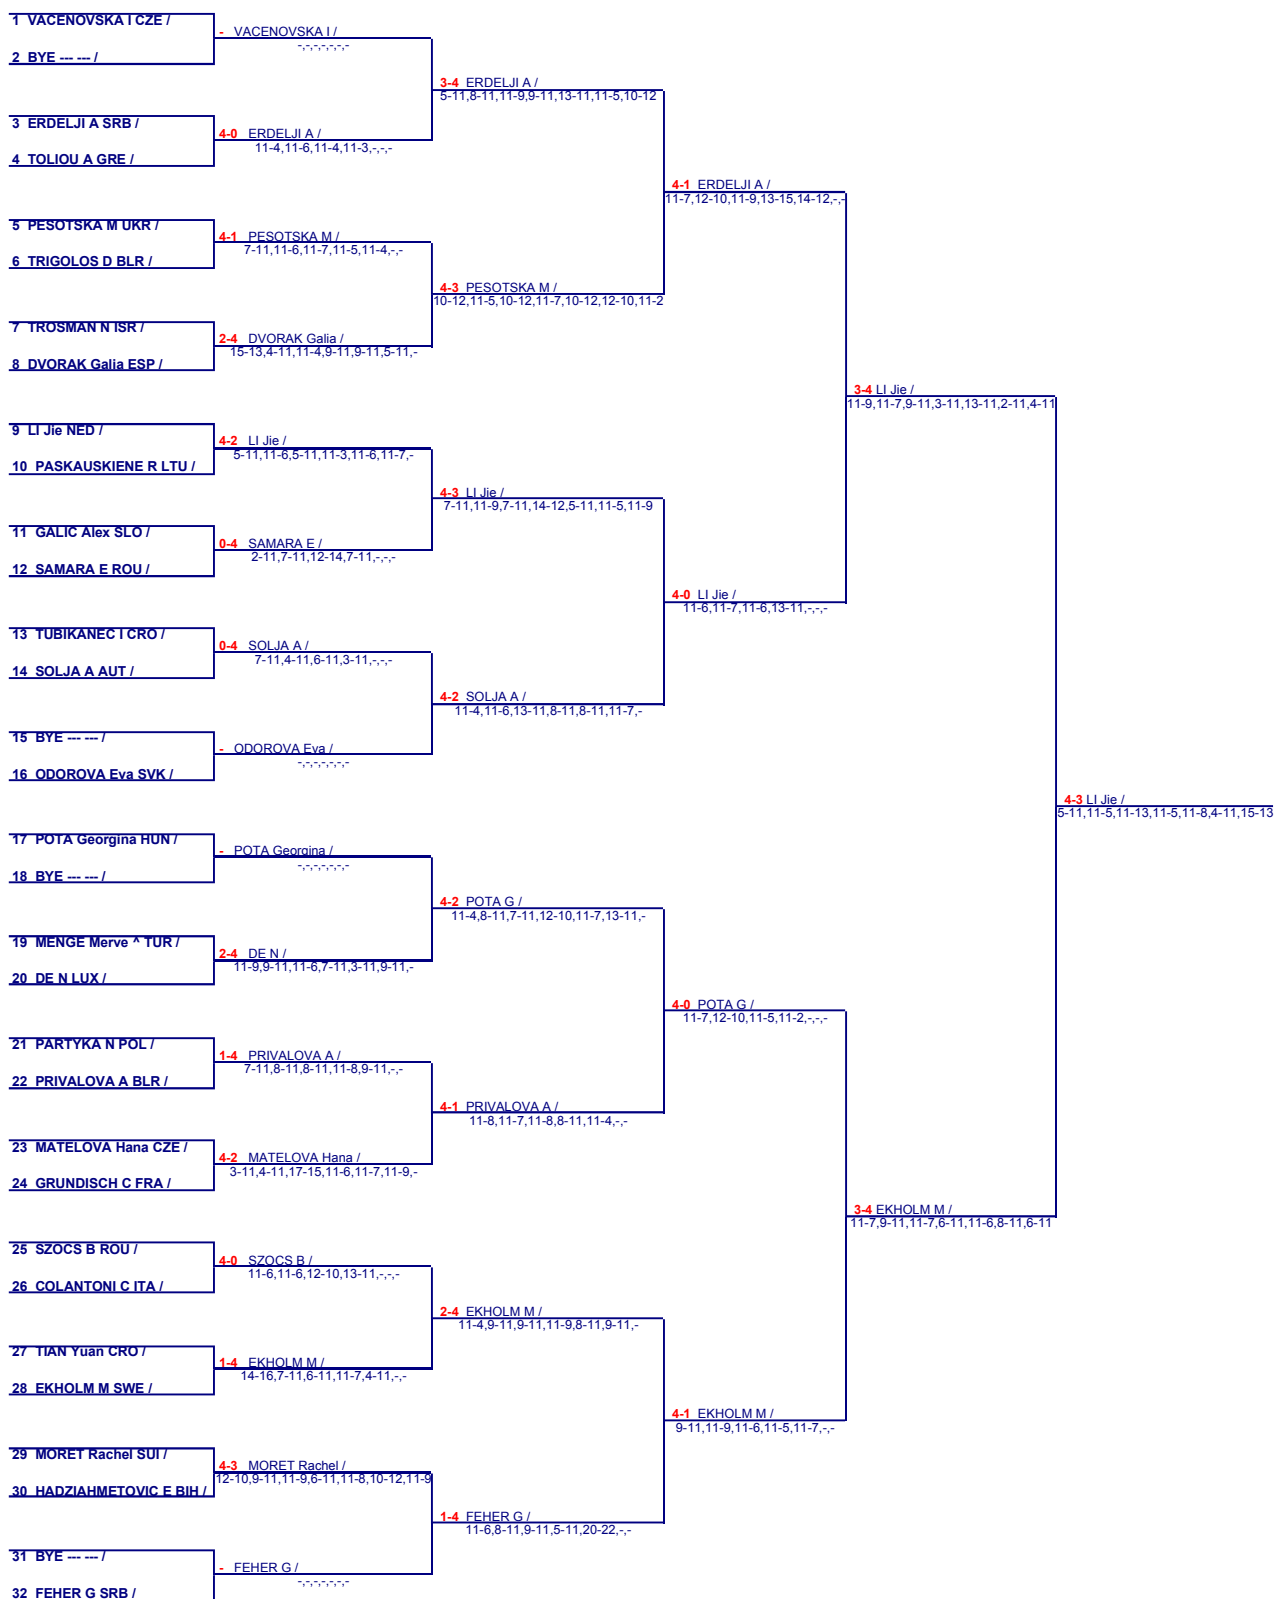 1 VACENOVSKA I CZE /
- VACENOVSKA I /
-,-,-,-,-,-,-
2 BYE --- --- /
3-4 ERDELJI A /
5-11,8-11,11-9,9-11,13-11,11-5,10-12
3 ERDELJI A SRB /
4-0 ERDELJI A /
11-4,11-6,11-4,11-3,-,-,-
4 TOLIOU A GRE /
4-1 ERDELJI A /
11-7,12-10,11-9,13-15,14-12,-,-
5 PESOTSKA M UKR /
4-1 PESOTSKA M /
7-11,11-6,11-7,11-5,11-4,-,-
6 TRIGOLOS D BLR /
4-3 PESOTSKA M /
10-12,11-5,10-12,11-7,10-12,12-10,11-2
7 TROSMAN N ISR /
2-4 DVORAK Galia /
15-13,4-11,11-4,9-11,9-11,5-11,-
8 DVORAK Galia ESP /
3-4 LI Jie /
11-9,11-7,9-11,3-11,13-11,2-11,4-11
9 LI Jie NED /
4-2 LI Jie /
5-11,11-6,5-11,11-3,11-6,11-7,-
10 PASKAUSKIENE R LTU /
4-3 LI Jie /
7-11,11-9,7-11,14-12,5-11,11-5,11-9
11 GALIC Alex SLO /
0-4 SAMARA E /
2-11,7-11,12-14,7-11,-,-,-
12 SAMARA E ROU /
4-0 LI Jie /
11-6,11-7,11-6,13-11,-,-,-
13 TUBIKANEC I CRO /
0-4 SOLJA A /
7-11,4-11,6-11,3-11,-,-,-
14 SOLJA A AUT /
4-2 SOLJA A /
11-4,11-6,13-11,8-11,8-11,11-7,-
15 BYE --- --- /
- ODOROVA Eva /
-,-,-,-,-,-,-
16 ODOROVA Eva SVK /
4-3 LI Jie /
5-11,11-5,11-13,11-5,11-8,4-11,15-13
17 POTA Georgina HUN /
- POTA Georgina /
-,-,-,-,-,-,-
18 BYE --- --- /
4-2 POTA G /
11-4,8-11,7-11,12-10,11-7,13-11,-
19 MENGE Merve ^ TUR /
2-4 DE N /
11-9,9-11,11-6,7-11,3-11,9-11,-
20 DE N LUX /
4-0 POTA G /
11-7,12-10,11-5,11-2,-,-,-
21 PARTYKA N POL /
1-4 PRIVALOVA A /
7-11,8-11,8-11,11-8,9-11,-,-
22 PRIVALOVA A BLR /
4-1 PRIVALOVA A /
11-8,11-7,11-8,8-11,11-4,-,-
23 MATELOVA Hana CZE /
4-2 MATELOVA Hana /
3-11,4-11,17-15,11-6,11-7,11-9,-
24 GRUNDISCH C FRA /
3-4 EKHOLM M /
11-7,9-11,11-7,6-11,11-6,8-11,6-11
25 SZOCS B ROU /
4-0 SZOCS B /
11-6,11-6,12-10,13-11,-,-,-
26 COLANTONI C ITA /
2-4 EKHOLM M /
11-4,9-11,9-11,11-9,8-11,9-11,-
27 TIAN Yuan CRO /
1-4 EKHOLM M /
14-16,7-11,6-11,11-7,4-11,-,-
28 EKHOLM M SWE /
4-1 EKHOLM M /
9-11,11-9,11-6,11-5,11-7,-,-
29 MORET Rachel SUI /
4-3 MORET Rachel /
12-10,9-11,11-9,6-11,11-8,10-12,11-9
30 HADZIAHMETOVIC E BIH /
1-4 FEHER G /
11-6,8-11,9-11,5-11,20-22,-,-
31 BYE --- --- /
- FEHER G /
-,-,-,-,-,-,-
32 FEHER G SRB /